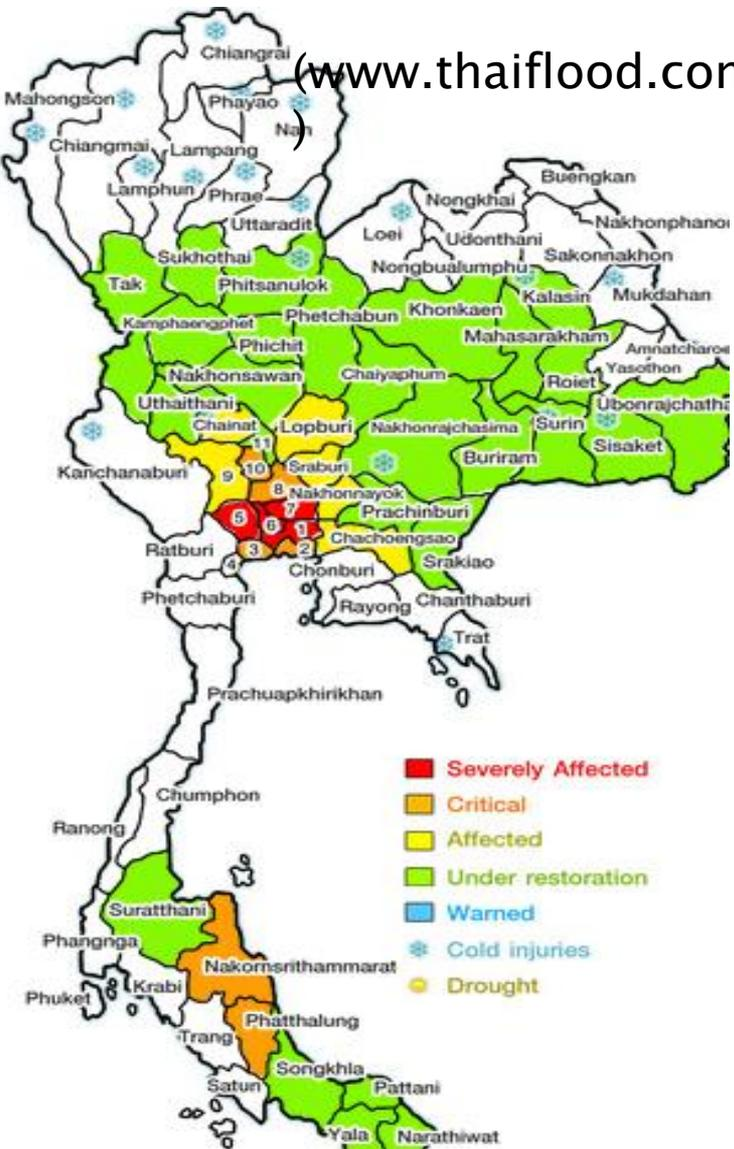 (www.thaiflood.com
)
Chiangrai
Mahongson
Phayao
Nan
Chiangmai
Lampang
Lamphun
Phrae
Uttaradit
Buengkan
Nongkhai
Loei
Udonthani
Nakhonphanom
Sakonnakhon
Nongbualumphu
Sukhothai
Tak
Phitsanulok
Kalasin
Mukdahan
Phetchabun
Khonkaen
Kamphaengphet
Mahasarakham
Phichit
Amnatcharoe
Yasothon
Nakhonsawan
Chaiyaphum
Roiet
Uthaithani
Ubonrajchatha
Chainat
Lopburi
Nakhonrajchasima
Surin
11
Sisaket
Buriram
Kanchanaburi
9
10
Sraburi
8
Nakhonnayok
7
Prachinburi
5
6
1
Chachoengsao
Ratburi
3
2
4
Chonburi
Srakiao
Phetchaburi
Rayong
Chanthaburi
Trat
Prachuapkhirikhan
Severely Affected
Critical
Affected
Under restoration
Warned
Cold injuries
Drought
Chumphon
Ranong
Suratthani
Phangnga
Nakornsrithammarat
Krabi
Phuket
Phatthalung
Trang
Songkhla
Satun
Pattani
Yala
Narathiwat